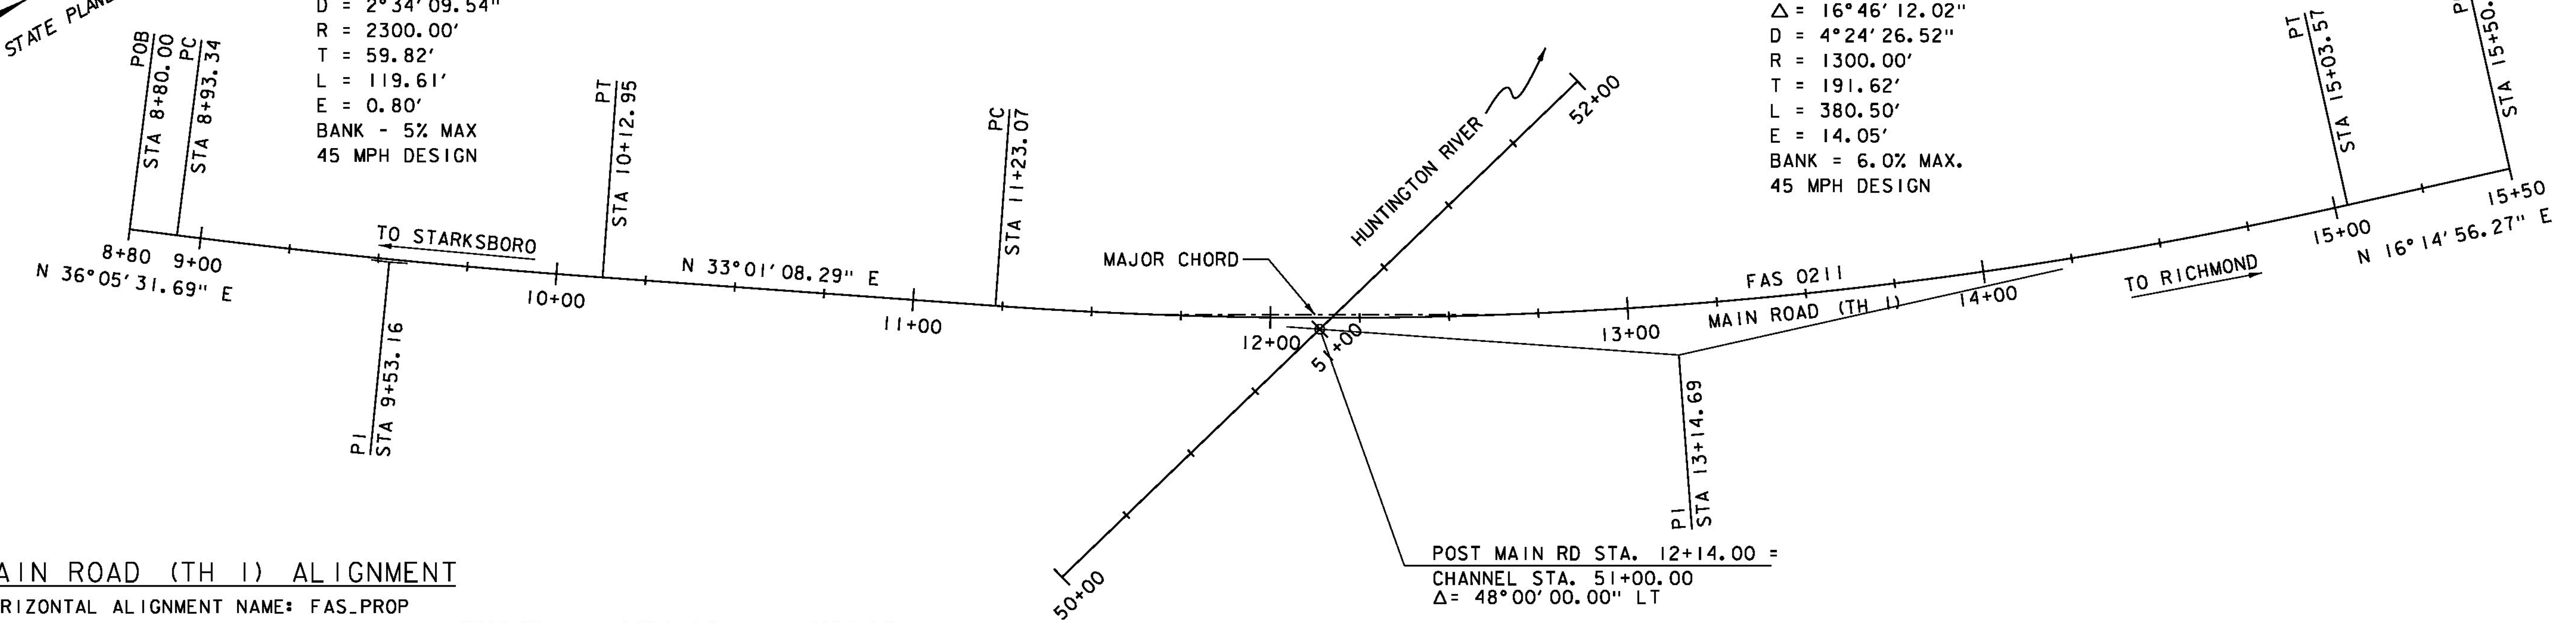 STATE PLANE
POB
STA 8+80.00
PC
STA 8+93.34
D = 2°34'09.54"
R = 2300.00'
T = 59.82'
L = 119.61'
E = 0.80'
BANK - 5% MAX
45 MPH DESIGN
PT
STA 10+12.95
PC
STA 11+23.07
HUNTINGTON RIVER
52+00
Δ = 16°46'12.02"
D = 4°24'26.52"
R = 1300.00'
T = 191.62'
L = 380.50'
E = 14.05'
BANK = 6.0% MAX.
45 MPH DESIGN
PT
STA 15+03.57
STA 15+50.
8+80
9+00
N 36°05'31.69" E
TO STARKSBORO
10+00
N 33°01'08.29" E
11+00
MAJOR CHORD
12+00
51+00
13+00
FAS 0211
MAIN ROAD (TH 1)
14+00
TO RICHMOND
15+00
15+50
N 16°14'56.27" E
PI
STA 9+53.16
PI
STA 13+14.69
50+00
POST MAIN RD STA. 12+14.00 =
CHANNEL STA. 51+00.00
Δ= 48°00'00.00" LT
AIN ROAD (TH 1) ALIGNMENT
RIZONTAL ALIGNMENT NAME: FAS_PROP